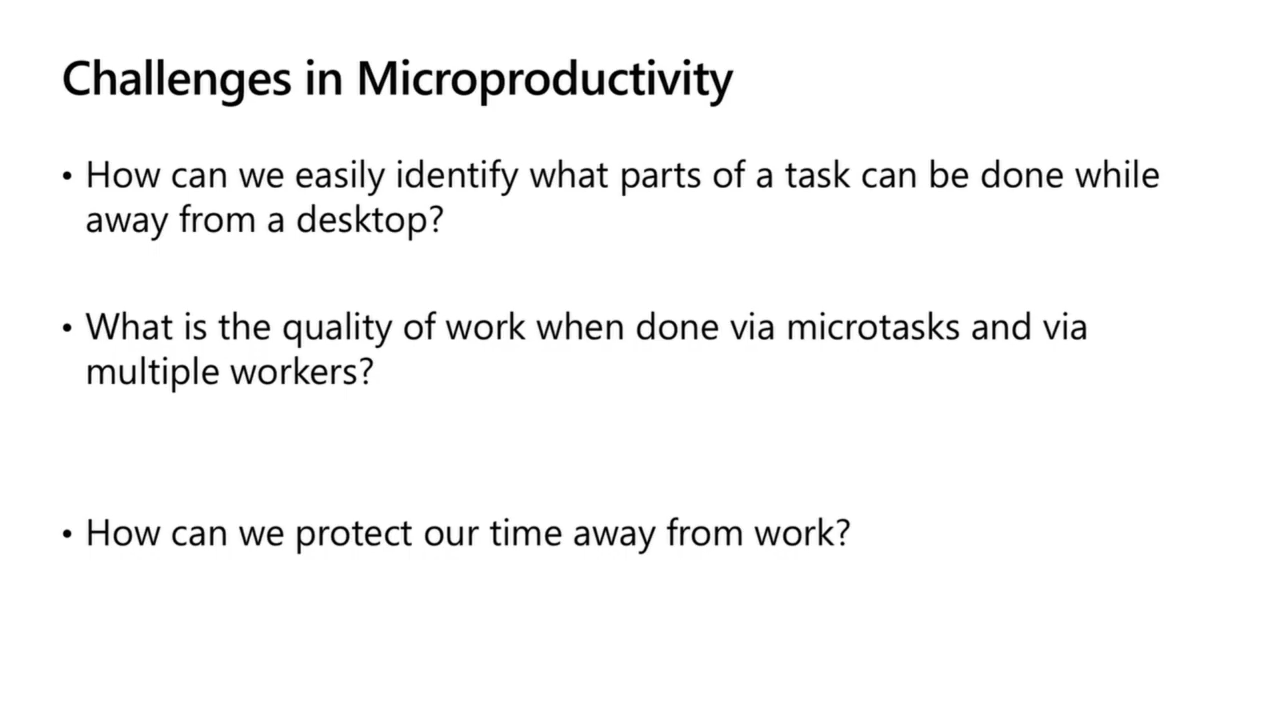 Challenges in Microproductivity
• How can we easily identify what parts of a task can be done while
away from a desktop?
• What is the quality of work when done via microtasks and via
multiple workers?
• How can we protect our time away from work?